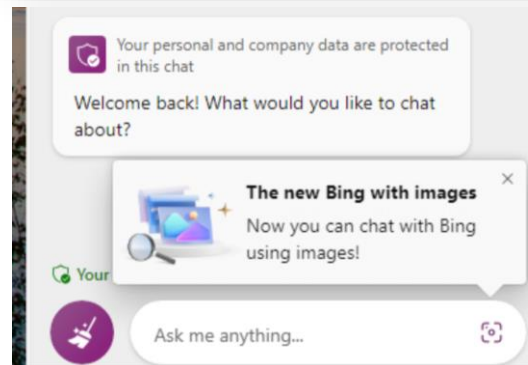 Your personal and company data are protected
in this chat
Welcome back! What would you like to chat
about?
The new Bing with images
Now you can chat with Bing
using images!
Your
Ask me anything...